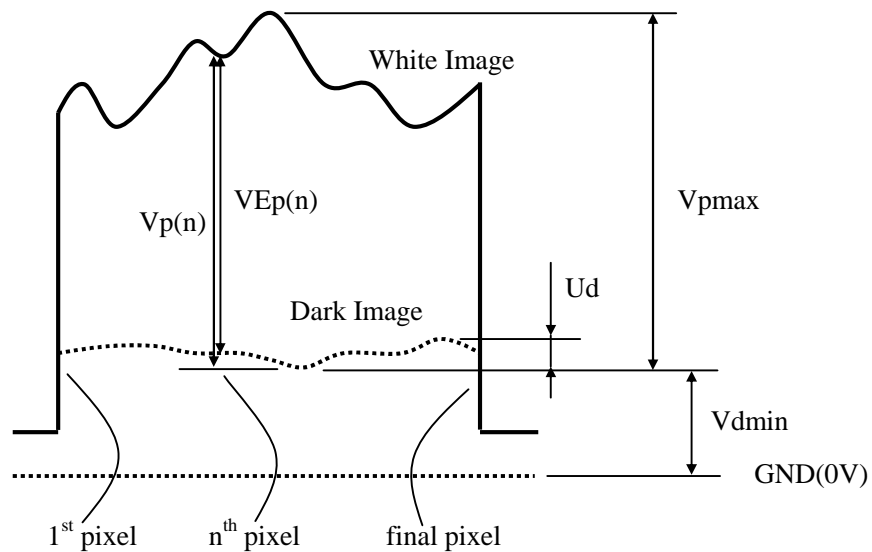 White Image
VEp(n)
Vp(n)
Vpmax
Ud
Dark Image
Vdmin
GND(0V)
1st pixel
nth pixel
final pixel